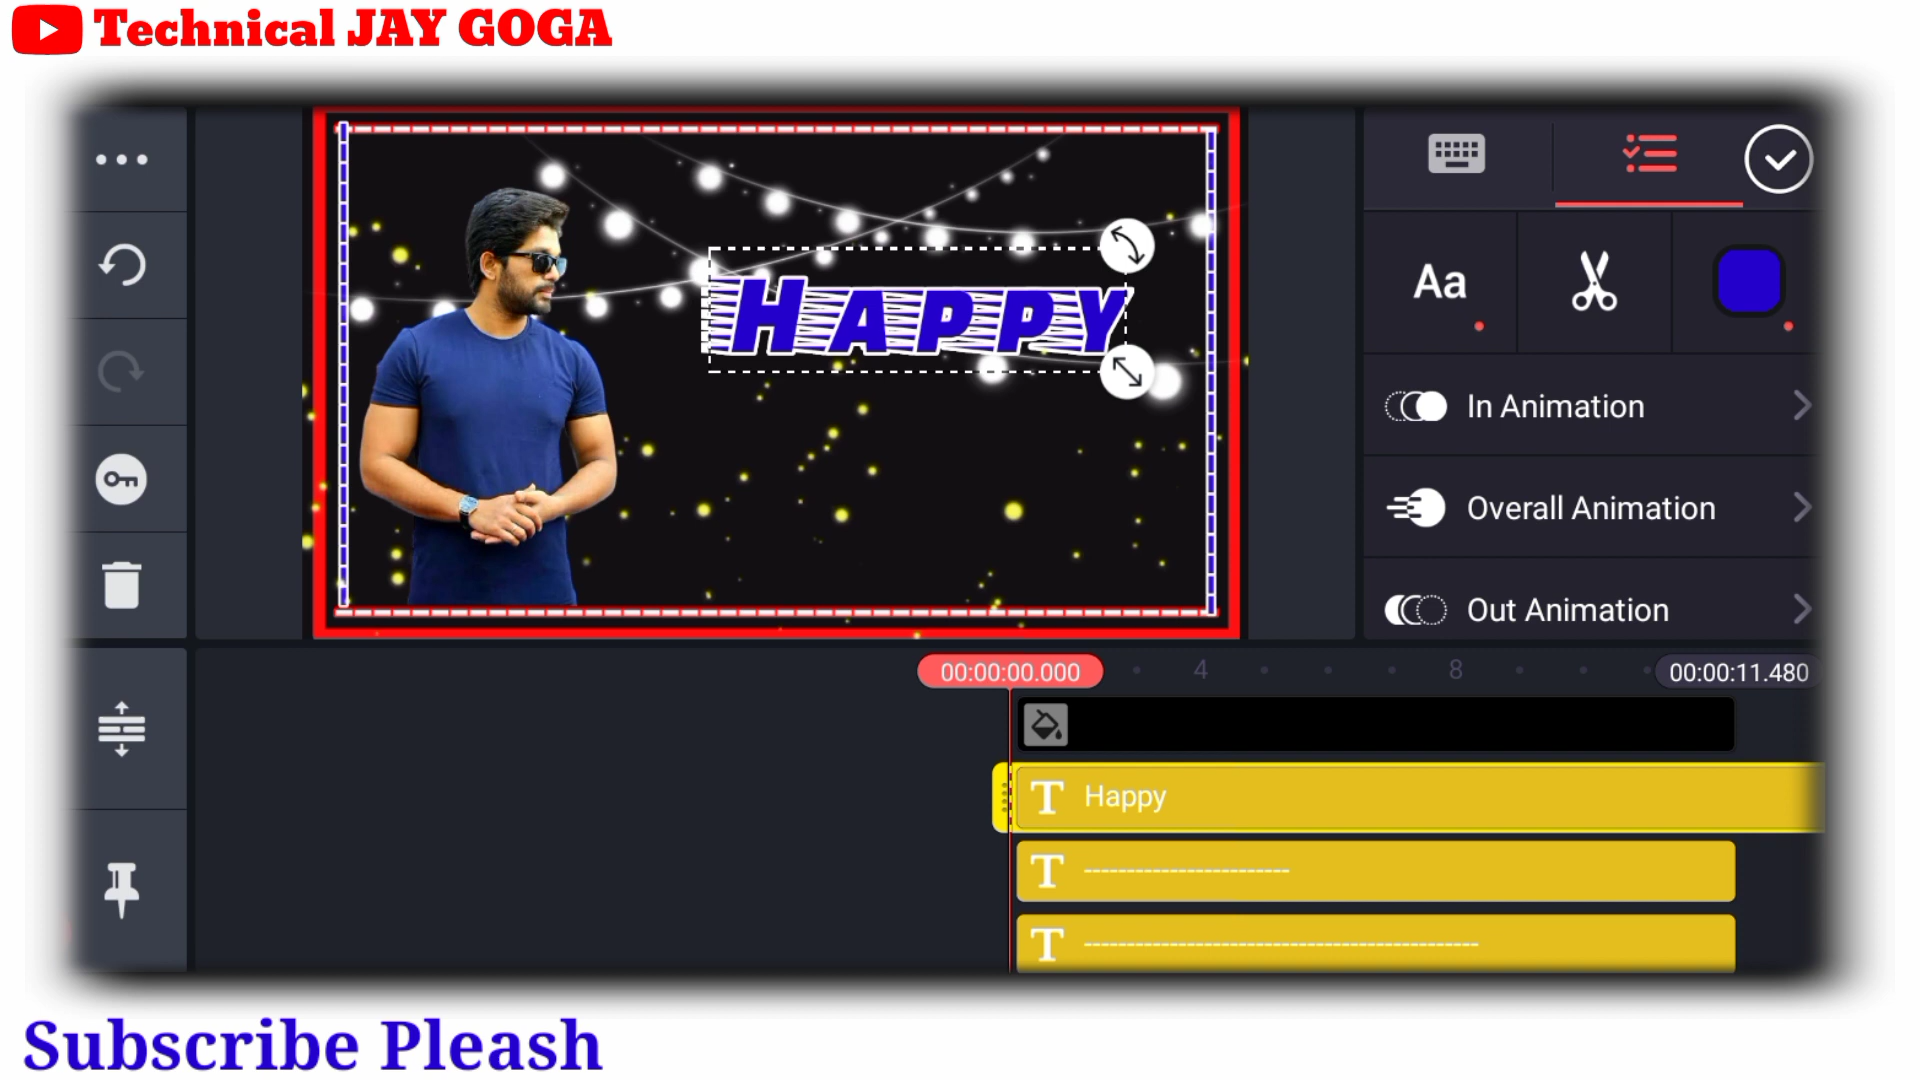 Technical JAY GOGA
HAPPY
Aa
In Animation
Overall Animation
Out Animation
00:00:00.000
4
8
00:00:11.480
T Happy
T ------------------------
T ----------------------------------------------
Subscribe Pleash